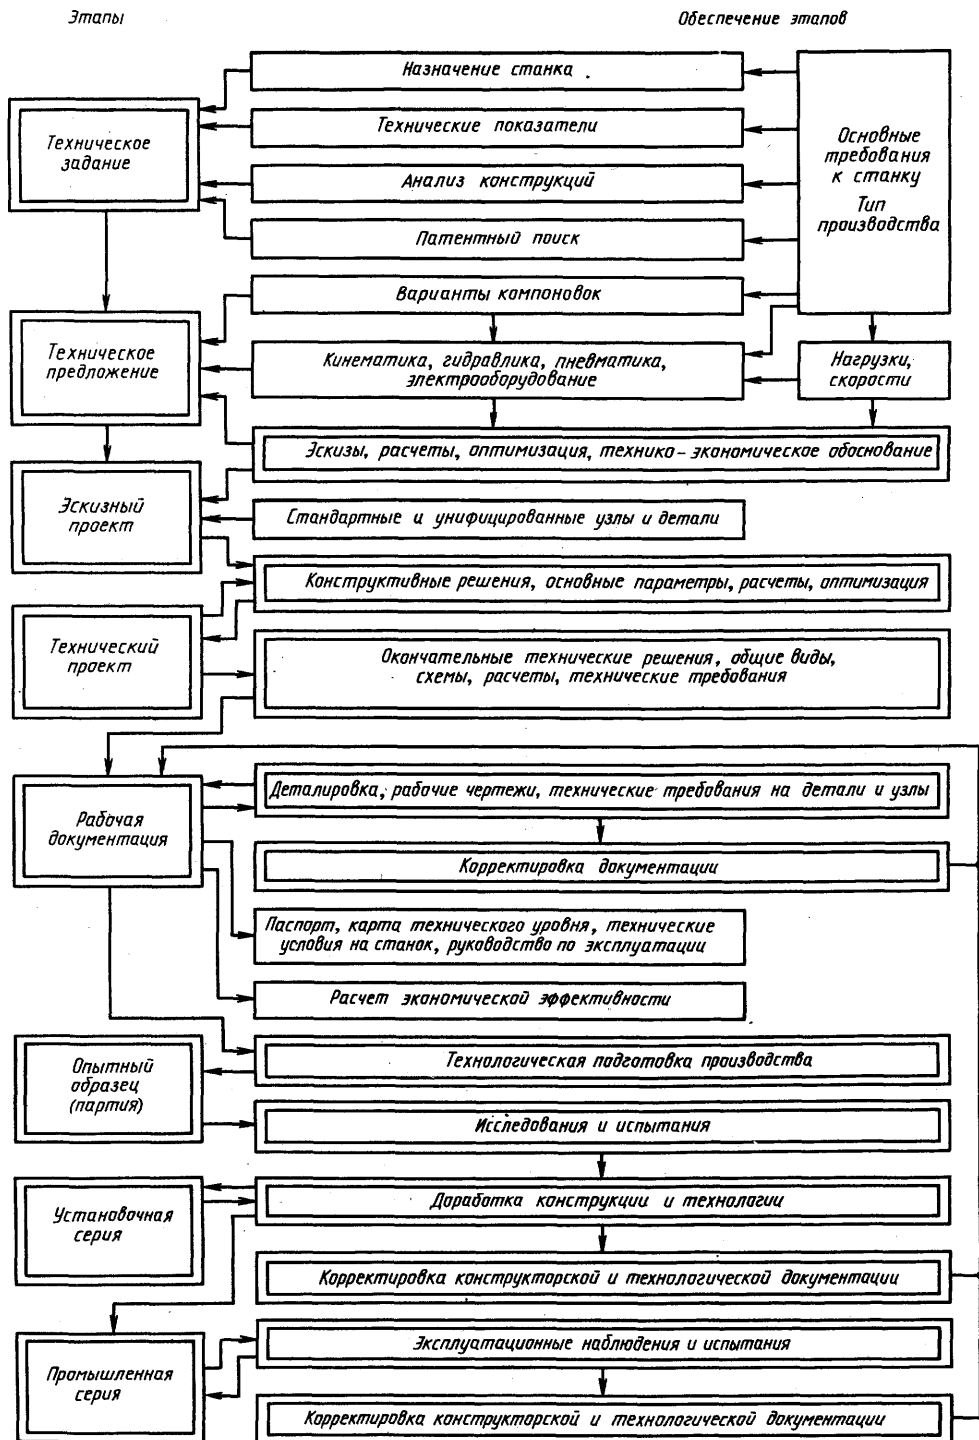 Этапы
Обеспечение этапов
Назначение станка
Техническое
задание
Технические показатели
Анализ конструкций
Патентный поиск
Основные
требования
к станку
Тип
производства
Варианты компоновок
Техническое
предложение
Кинематика, гидравлика, пневматика,
электрооборудование
Нагрузки,
скорости
Эскизы, расчеты, оптимизация, технико-экономическое обоснование
Эскизный
проект
Стандартные и унифицированные узлы и детали
Конструктивные решения, основные параметры, расчеты, оптимизация
Технический
проект
Окончательные технические решения, общие виды,
схемы, расчеты, технические требования
Рабочая
документация
Деталировка, рабочие чертежи, технические требования на детали и узлы
Корректировка документации
Паспорт, карта технического уровня, технические
условия на станок, руководство по эксплуатации
Расчет экономической эффективности
Опытный
образец
(партия)
Технологическая подготовка производства
Исследования и испытания
Установочная
серия
Доработка конструкции и технологии
Корректировка конструкторской и технологической документации
Промышленная
серия
Эксплуатационные наблюдения и испытания
Корректировка конструкторской и технологической документации